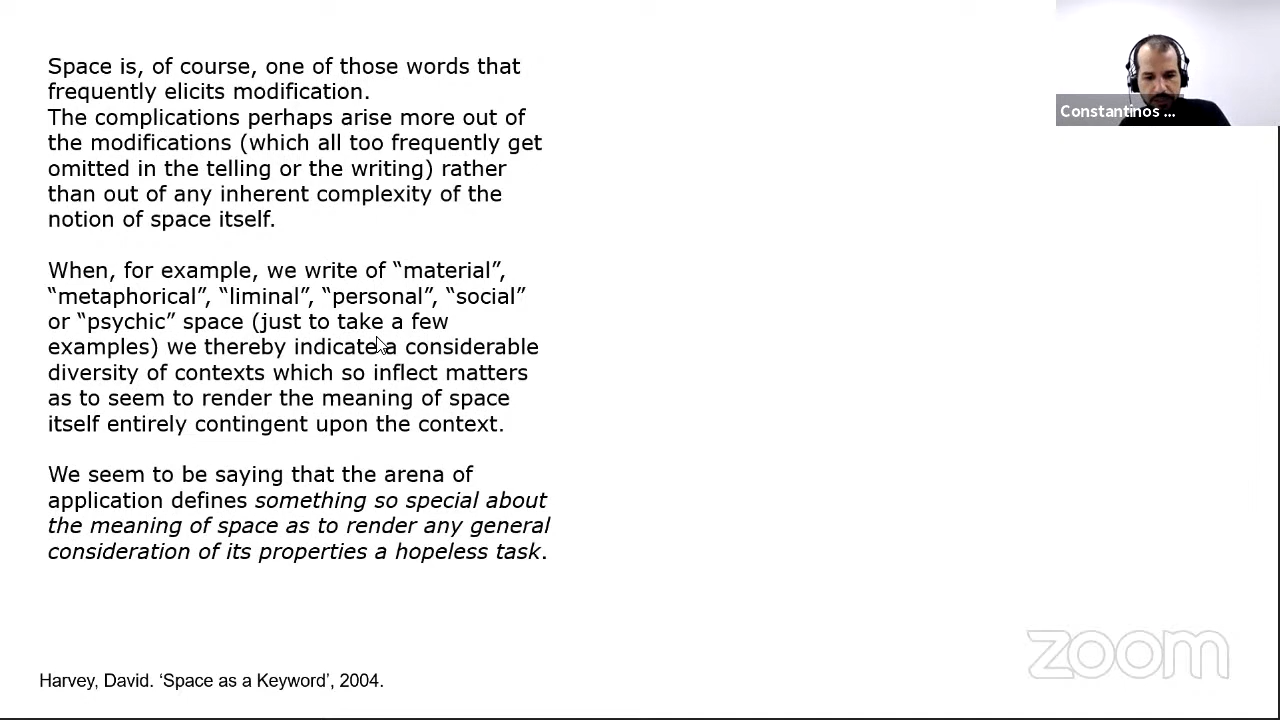 Space is, of course, one of those words that
frequently elicits modification.
The complications perhaps arise more out of
the modifications (which all too frequently get
omitted in the telling or the writing) rather
than out of any inherent complexity of the
notion of space itself.
When, for example, we write of “material”,
“metaphorical”, “liminal”, “personal”, “social”
or “psychic” space (just to take a few
examples) we thereby indicate a considerable
diversity of contexts which so inflect matters
as to seem to render the meaning of space
itself entirely contingent upon the context.
We seem to be saying that the arena of
application defines something so special about
the meaning of space as to render any general
consideration of its properties a hopeless task.
Harvey, David. ‘Space as a Keyword’, 2004.
Constantinos ...
zoom